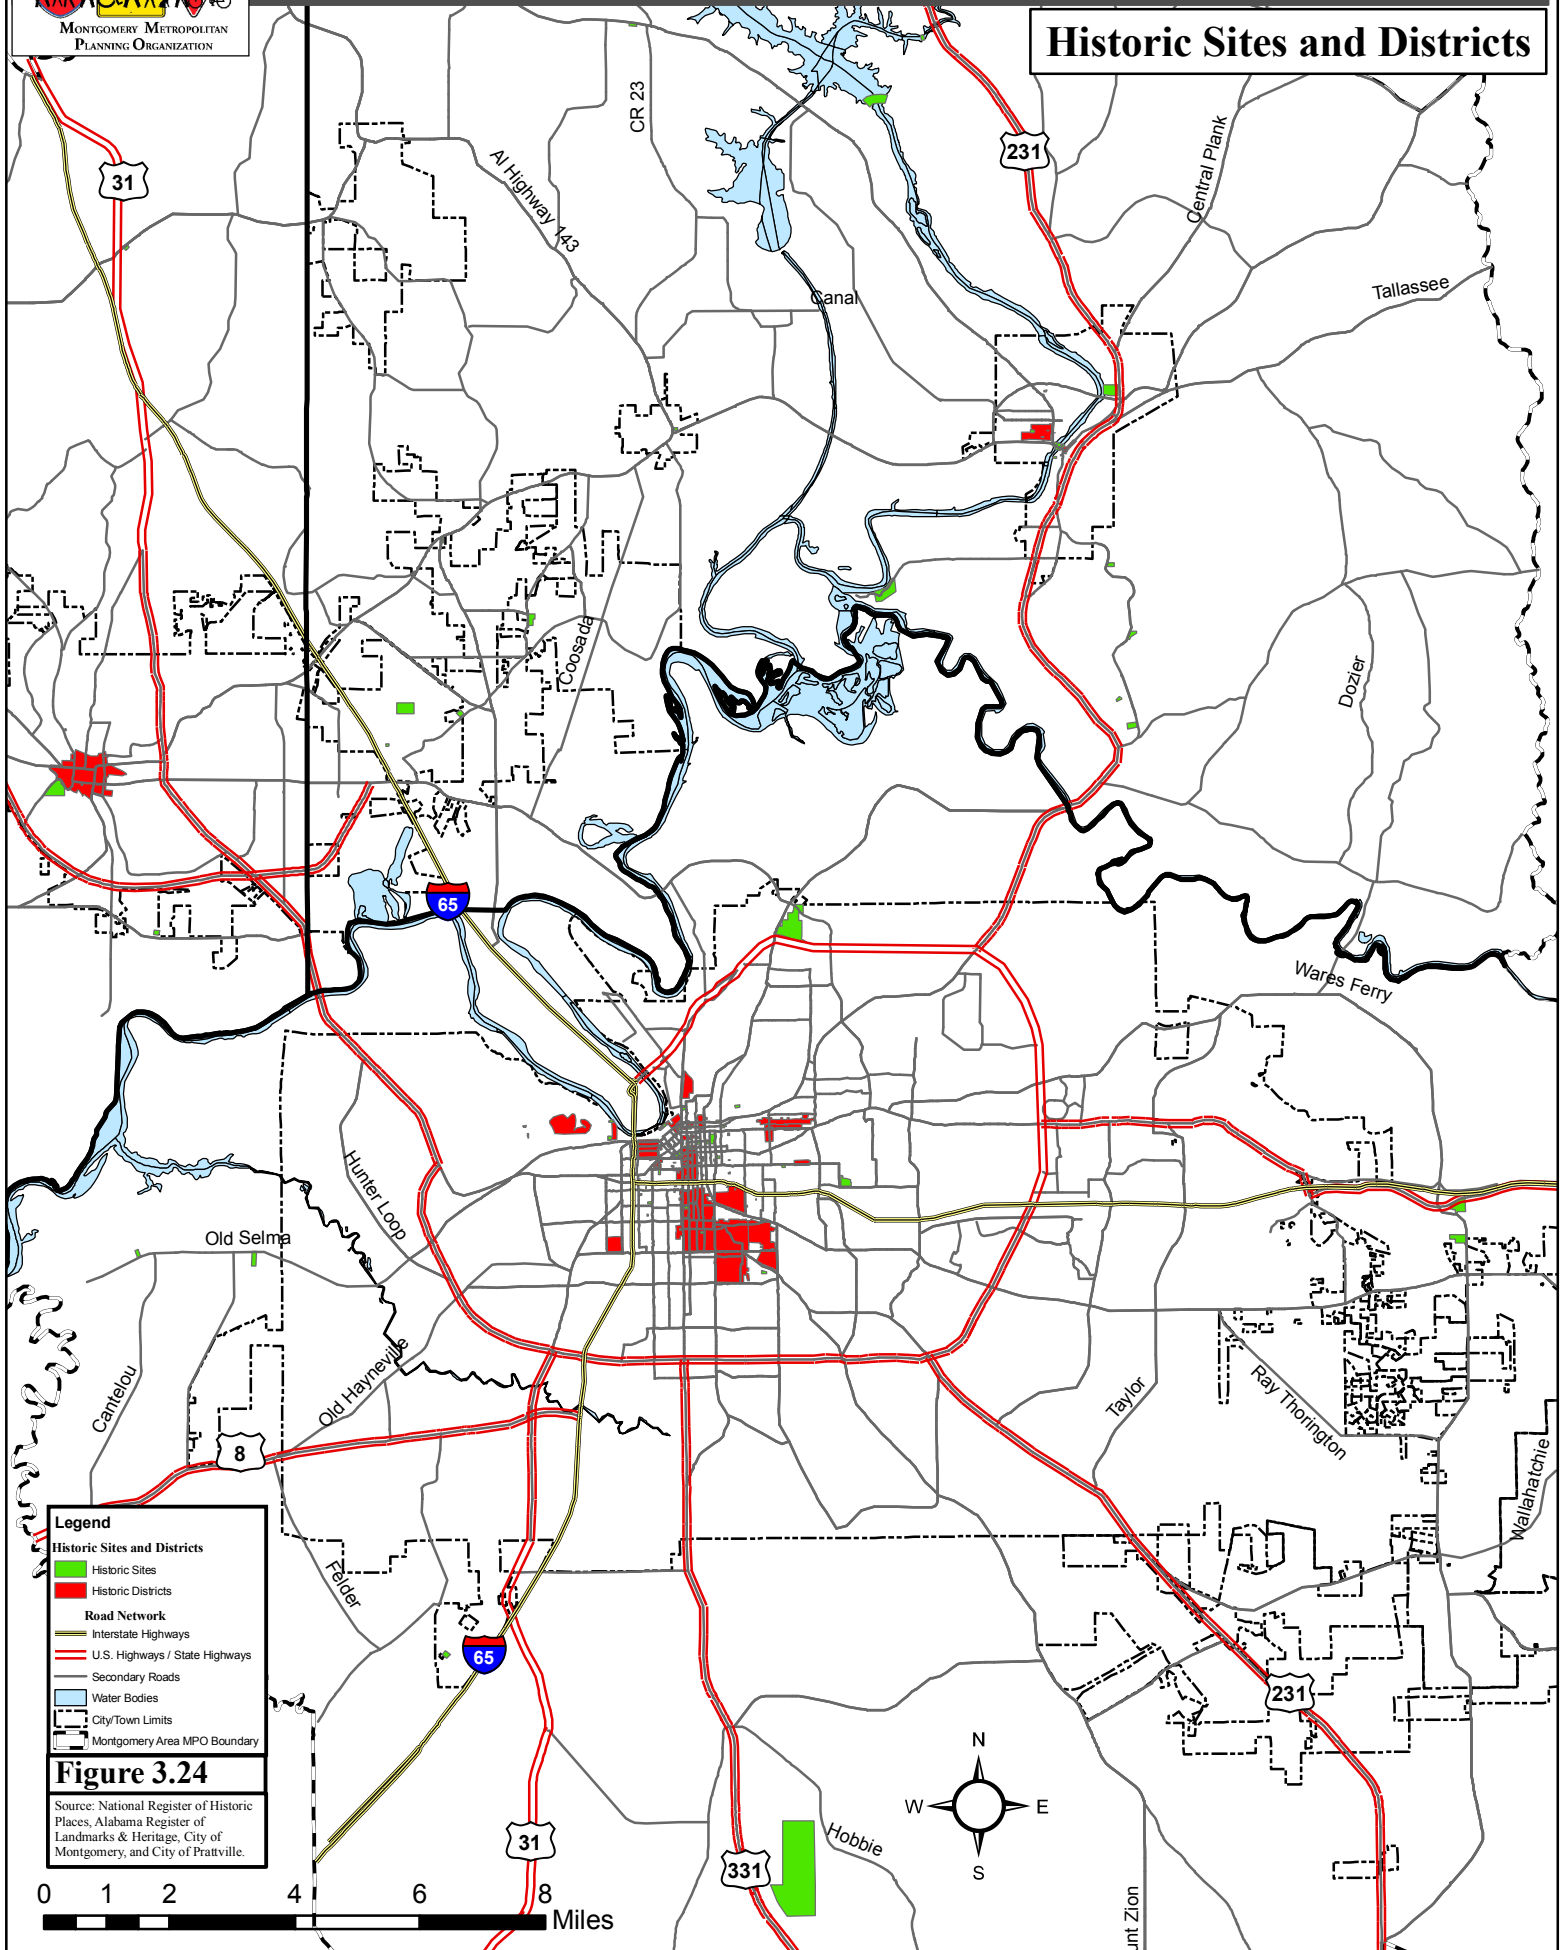 MONTGOMERY METROPOLITAN
PLANNING ORGANIZATION
Historic Sites and Districts
CR 23
231
Central Plank
31
Al Highway 143
Canal
Tallassee
Coosada
Dozier
65
Wares Ferry
Hunter Loop
Old Selma
Cantelou
Old Hayneville
Taylor
Ray Thorington
8
Wallahatchie
Felder
65
231
31
331
Hobbie
unt Zion
N
W
E
S
Legend
Historic Sites and Districts
Historic Sites
Historic Districts
Road Network
Interstate Highways
U.S. Highways / State Highways
Secondary Roads
Water Bodies
City/Town Limits
Montgomery Area MPO Boundary
Figure 3.24
Source: National Register of Historic
Places, Alabama Register of
Landmarks & Heritage, City of
Montgomery, and City of Prattville.
0 1 2 4 6 8
Miles